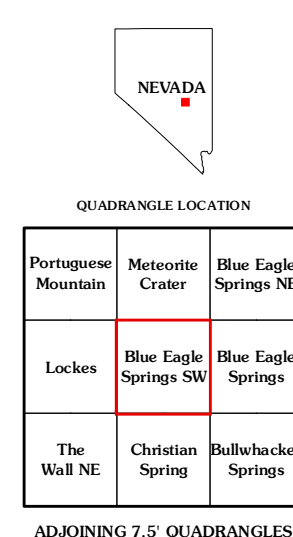 NEVADA
QUADRANGLE LOCATION
Portuguese Meteorite Blue Eagle
Mountain Crater Springs NE
Lockes Blue Eagle Blue Eagle
Springs SW Springs
The Christian Bullwhacke
Wall NE Spring Springs
ADJOINING 7.5' QUADRANGLES